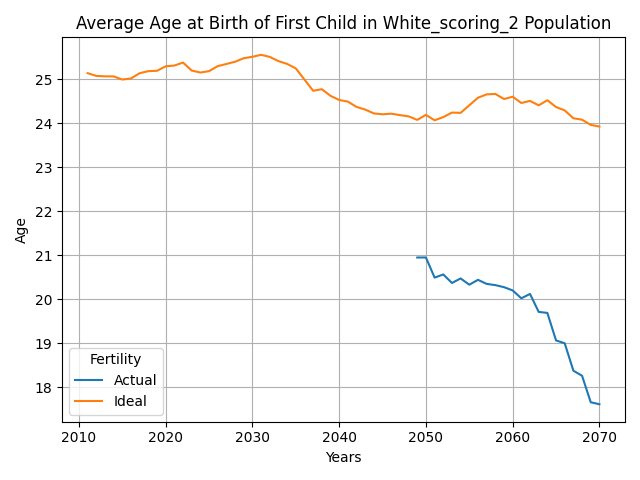 Average Age at Birth of First Child in White_scoring_2 Population
Age
25
24
23
22
21
20
19
18
Fertility
Actual
Ideal
2010 2020 2030 2040 2050 2060 2070
Years